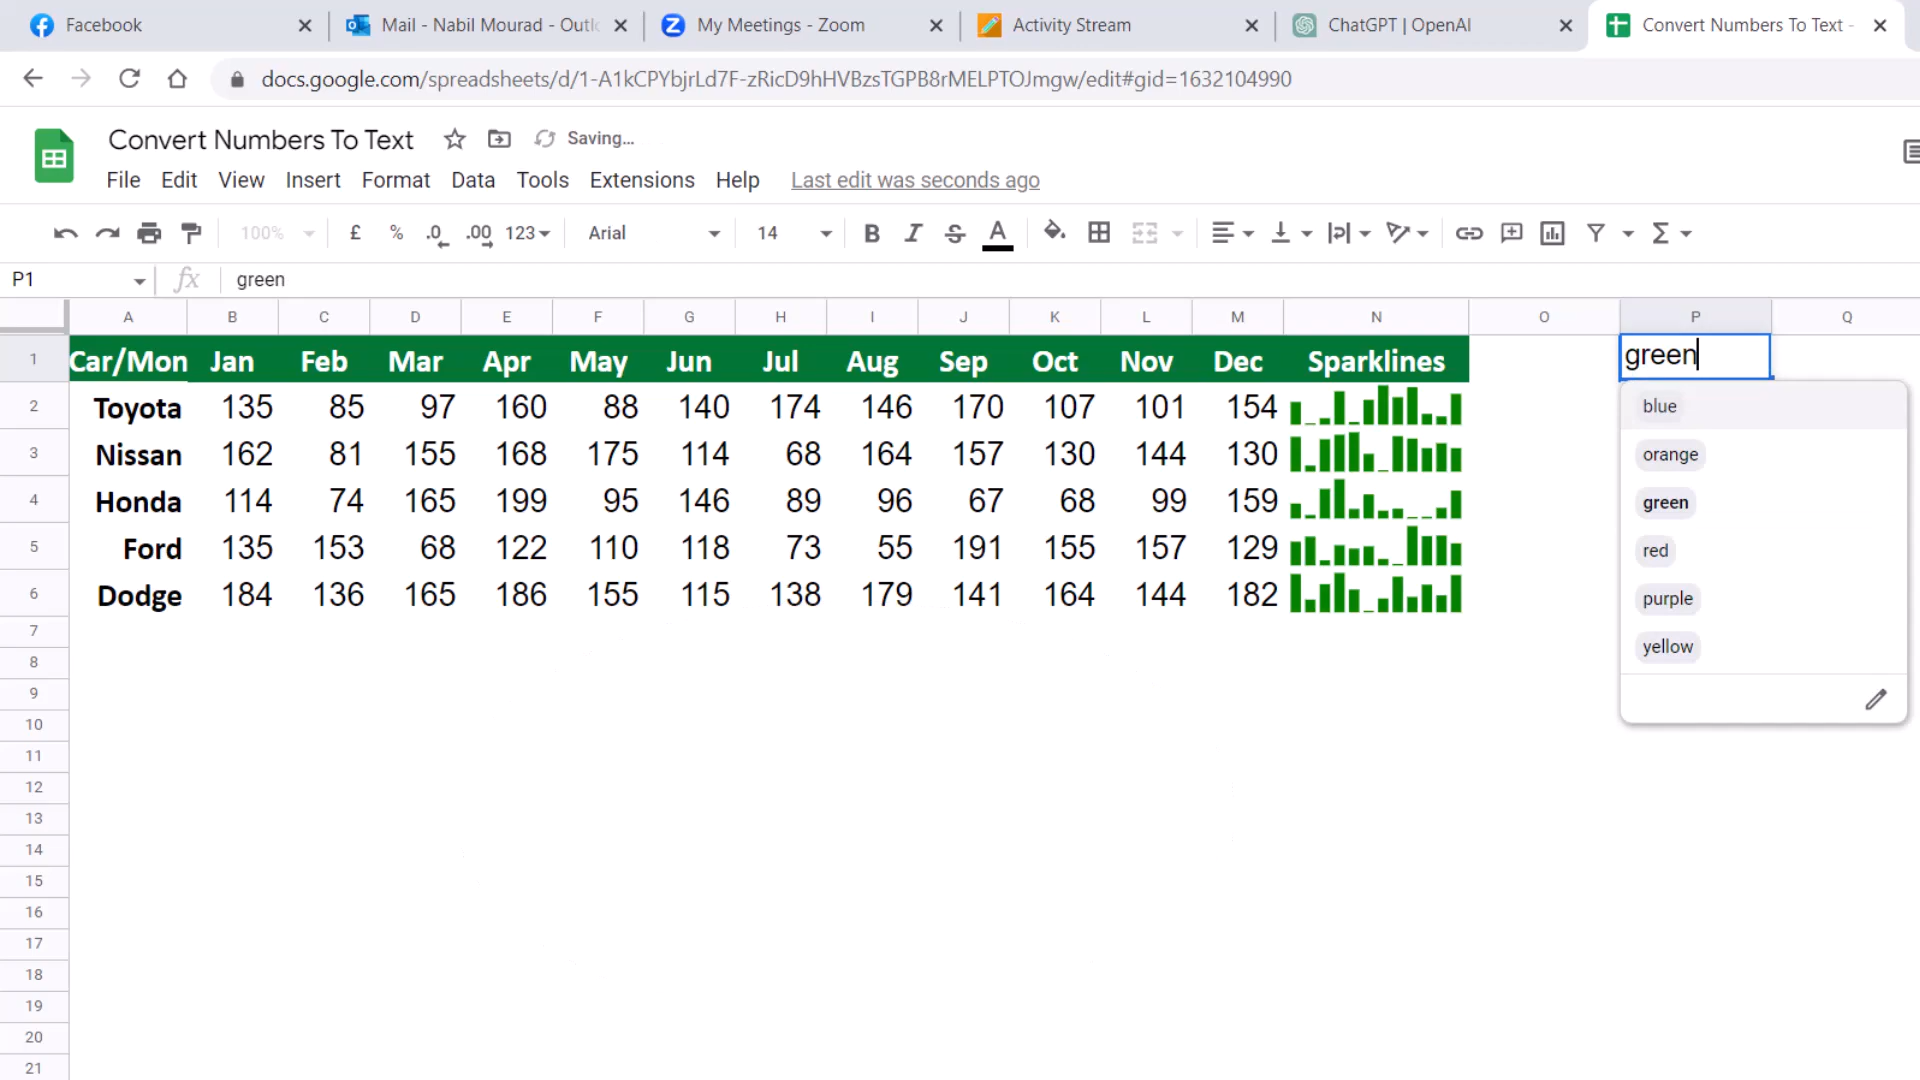 Facebook
Mail - Nabil Mourad - Outlo
My Meetings - Zoom
Activity Stream
ChatGPT | OpenAI
Convert Numbers To Text -
docs.google.com/spreadsheets/d/1-A1kCPYbjrLd7F-zRicD9hHVBzsTGPB8rMELPTOJmgw/edit#gid=1632104990
Convert Numbers To Text Saving...
File Edit View Insert Format Data Tools Extensions Help Last edit was seconds ago
100% £ % .0 .00 123 Arial 14 B I S A Σ
P1 fx green
A B C D E F G H I J K L M N O P Q
1 Car/Mon Jan Feb Mar Apr May Jun Jul Aug Sep Oct Nov Dec Sparklines green
2 Toyota 135 85 97 160 88 140 174 146 170 107 101 154
3 Nissan 162 81 155 168 175 114 68 164 157 130 144 130
4 Honda 114 74 165 199 95 146 89 96 67 68 99 159
5 Ford 135 153 68 122 110 118 73 55 191 155 157 129
6 Dodge 184 136 165 186 155 115 138 179 141 164 144 182
7
8
9
10
11
12
13
14
15
16
17
18
19
20
21
blue
orange
green
red
purple
yellow